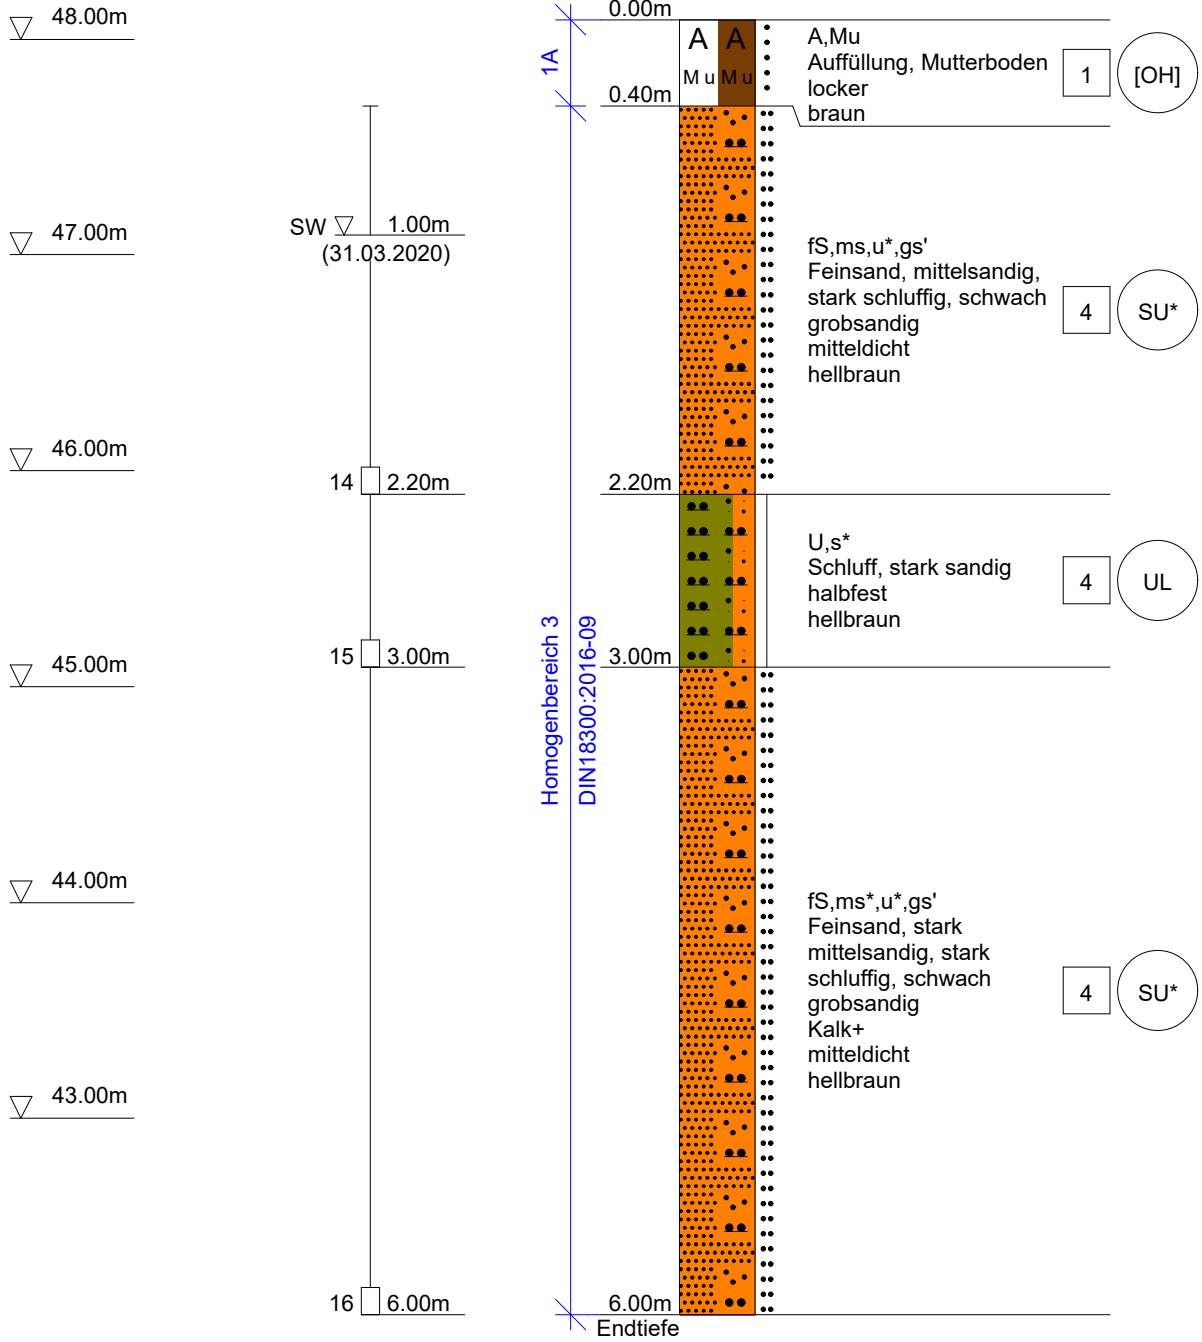 48.00m
47.00m
46.00m
45.00m
44.00m
43.00m
SW 1.00m
(31.03.2020)
14 2.20m
15 3.00m
16 6.00m
1A
Homogenbereich 3
DIN18300:2016-09
0.00m
0.40m
2.20m
3.00m
6.00m
Endtiefe
A A
Mu Mu
A,Mu
Auffüllung, Mutterboden
locker
braun
1 [OH]
fS,ms,u*,gs'
Feinsand, mittelsandig,
stark schluffig, schwach
grobsandig
mitteldicht
hellbraun
4 SU*
U,s*
Schluff, stark sandig
halbfest
hellbraun
4 UL
fS,ms*,u*,gs'
Feinsand, stark
mittelsandig, stark
schluffig, schwach
grobsandig
Kalk+
mitteldicht
hellbraun
4 SU*